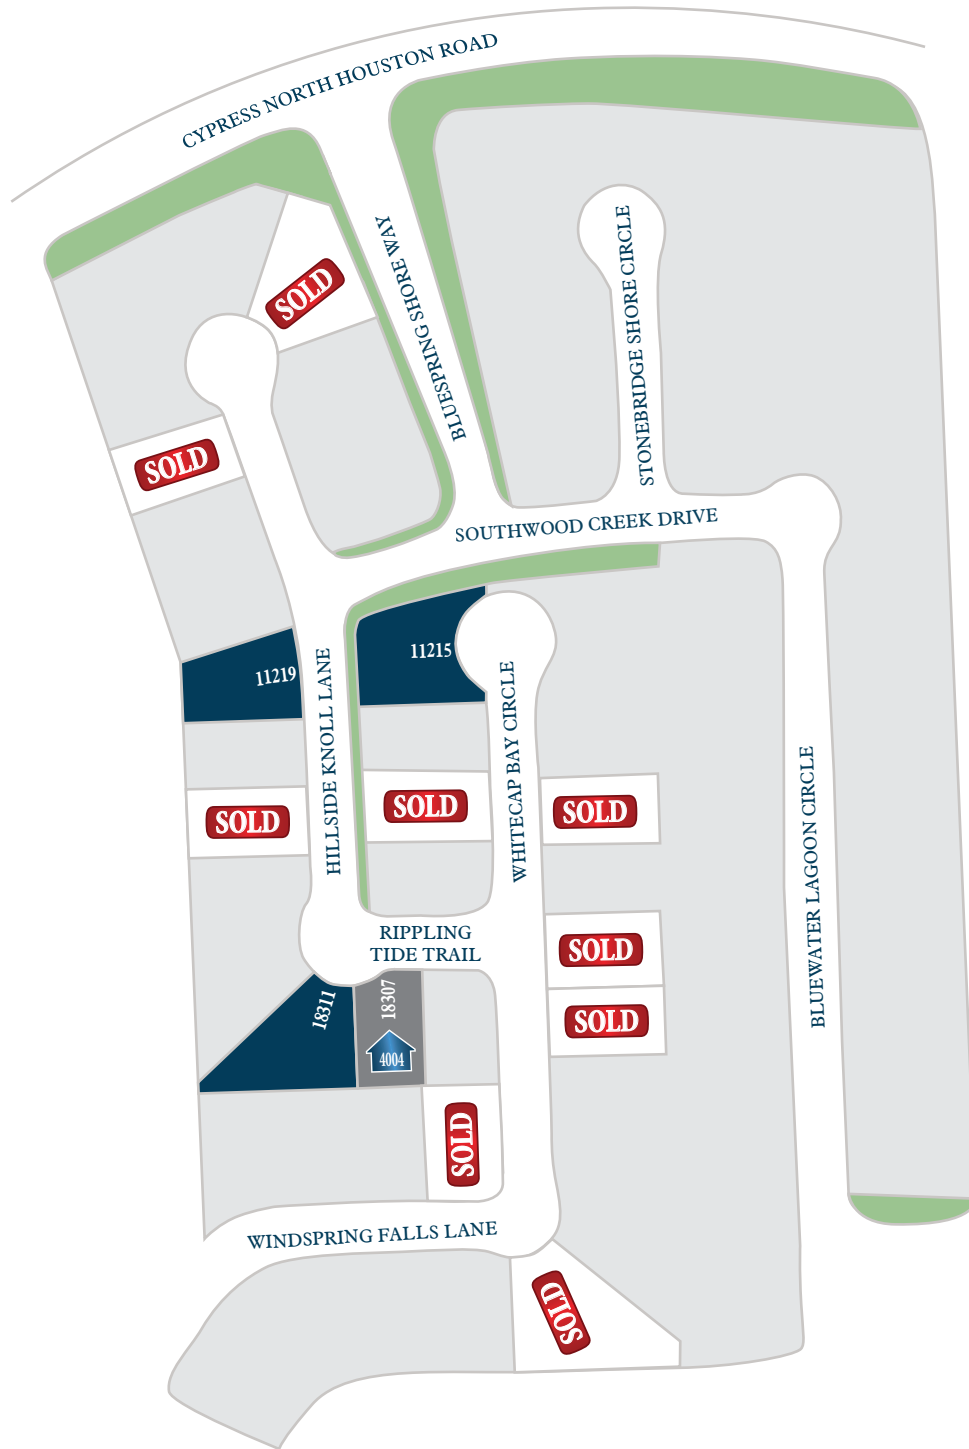 CYPRESS NORTH HOUSTON ROAD
BLUESPRING SHORE WAY
STONEBRIDGE SHORE CIRCLE
SOLD
SOLD
SOUTHWOOD CREEK DRIVE
11219
11215
HILLSIDE KNOLL LANE
WHITECAP BAY CIRCLE
BLUEWATER LAGOON CIRCLE
SOLD
SOLD
SOLD
RIPPLING
TIDE TRAIL
SOLD
18311
18307
4004
SOLD
SOLD
WINDSPRING FALLS LANE
SOLD